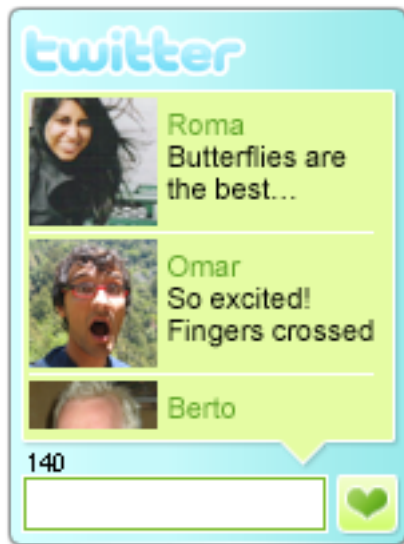 twitter
Roma
Butterflies are
the best...
Omar
So excited!
Fingers crossed
Berto
140